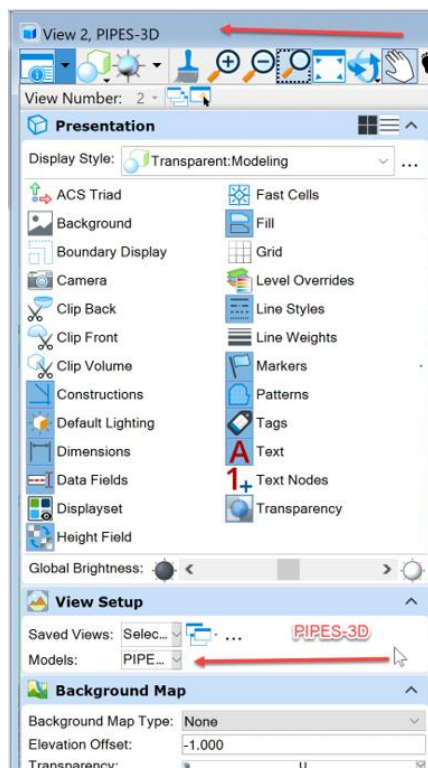 View 2, PIPES-3D
View Number: 2
Presentation
Display Style: Transparent:Modeling
ACS Triad Fast Cells
Background Fill
Boundary Display Grid
Camera Level Overrides
Clip Back Line Styles
Clip Front Line Weights
Clip Volume Markers
Constructions Patterns
Default Lighting Tags
Dimensions A Text
Data Fields 1+ Text Nodes
Displayset Transparency
Height Field
Global Brightness:
View Setup
Saved Views: Selec... ... PIPES-3D
Models: PIPE...
Background Map
Background Map Type: None
Elevation Offset: -1.000
Transparency: